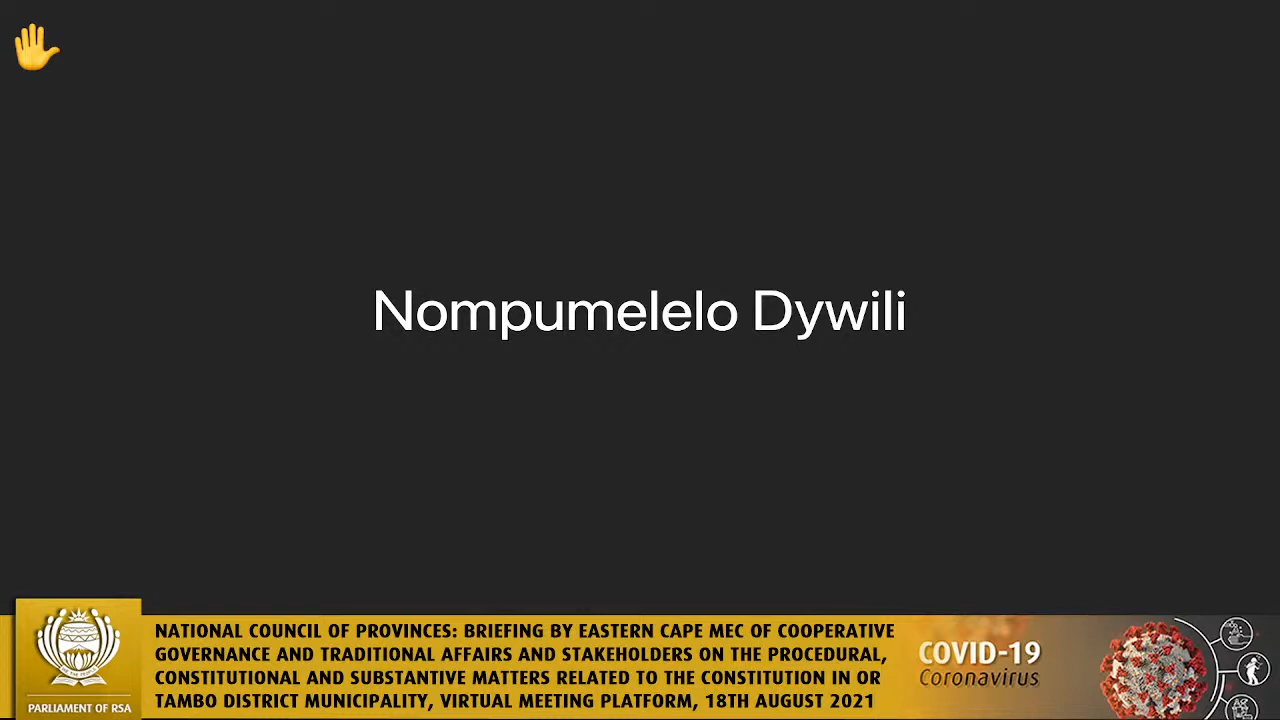 Nompumelelo Dywili
NATIONAL COUNCIL OF PROVINCES: BRIEFING BY EASTERN CAPE MEC OF COOPERATIVE
GOVERNANCE AND TRADITIONAL AFFAIRS AND STAKEHOLDERS ON THE PROCEDURAL,
CONSTITUTIONAL AND SUBSTANTIVE MATTERS RELATED TO THE CONSTITUTION IN OR
TAMBO DISTRICT MUNICIPALITY, VIRTUAL MEETING PLATFORM, 18TH AUGUST 2021
PARLIAMENT OF RSA
COVID-19
Coronavirus